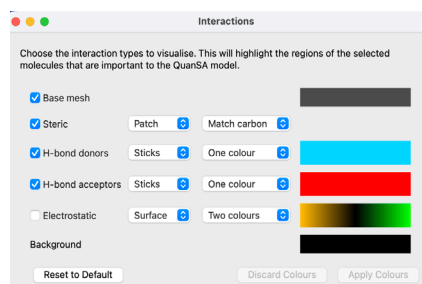 Interactions
Choose the interaction types to visualise. This will highlight the regions of the selected
molecules that are important to the QuanSA model.
Base mesh
Steric Patch Match carbon
H-bond donors Sticks One colour
H-bond acceptors Sticks One colour
Electrostatic Surface Two colours
Background
Reset to Default Discard Colours Apply Colours